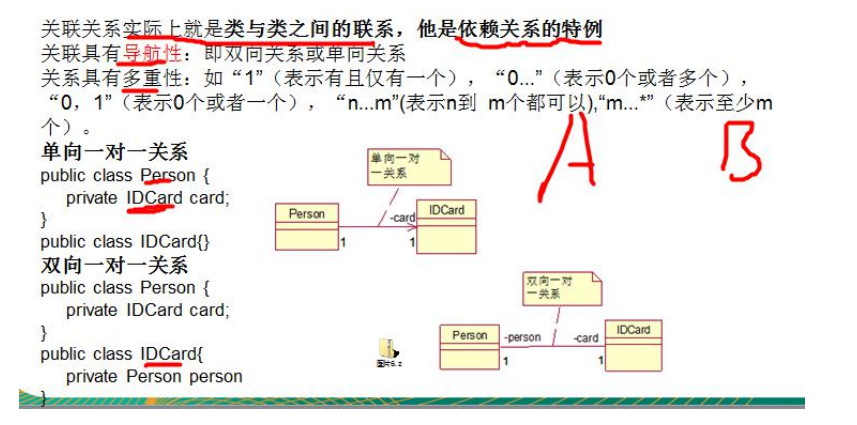 关联关系实际上就是类与类之间的联系，他是依赖关系的特例
关联具有导航性：即双向关系或单向关系
关系具有多重性：如“1”（表示有且仅有一个），“0...”（表示0个或者多个），
“0，1”（表示0个或者一个），“n...m”(表示n到 m个都可以),“m...*”（表示至少m
个）。
A
B
单向一对一关系
public class Person {
private IDCard card;
}
public class IDCard{}
单向一对
一关系
Person
-card
IDCard
1
1
双向一对一关系
public class Person {
private IDCard card;
}
public class IDCard{
private Person person
}
双向一对
一关系
Person
-person
-card
IDCard
1
1
图片6.z